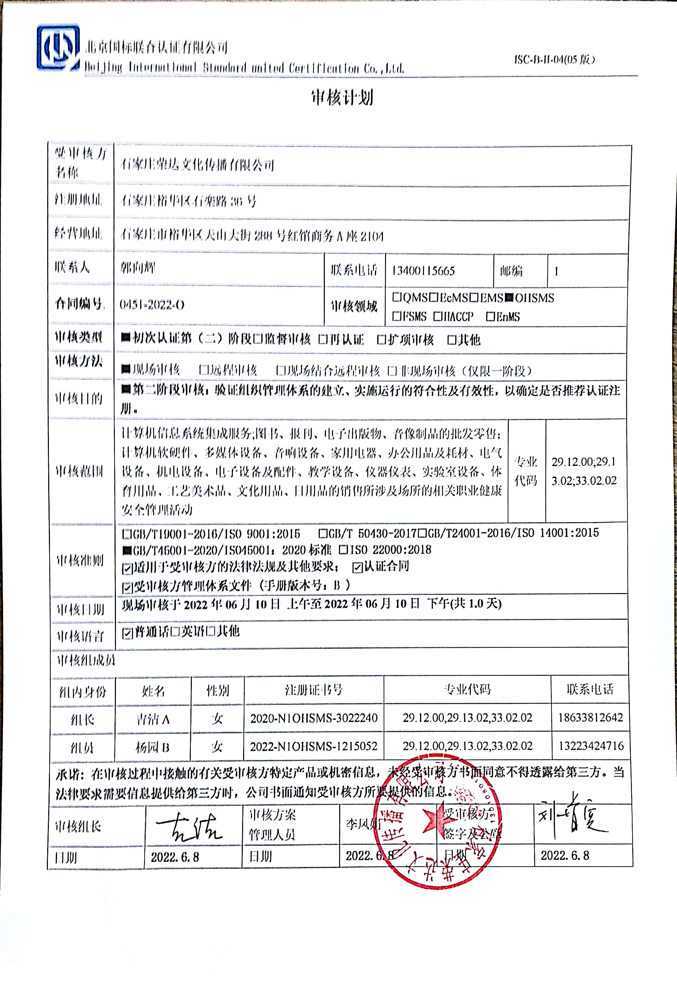 北京国标联合认证有限公司
Beijing International Standard united Certification Co.,Ltd.
ISC-B-II-04(05版)
审核计划
受审核方
名称
石家庄荣达文化传播有限公司
注册地址
石家庄裕华区石栾路36号
经营地址
石家庄市裕华区天山大街288号红馆商务A座2104
联系人 郭向辉 联系电话 13400115665 邮编 1
合同编号 0451-2022-O 审核领域
□QMS□EcMS□EMS■OHSMS
□FSMS □HACCP □EnMS
审核类型 ■初次认证第（二）阶段□监督审核 □再认证 □扩项审核 □其他
审核方法 ■现场审核 □远程审核 □现场结合远程审核 □非现场审核（仅限一阶段）
审核目的 ■第二阶段审核：验证组织管理体系的建立、实施运行的符合性及有效性，以确定是否推荐认证注
册。
审核范围
计算机信息系统集成服务;图书、报刊、电子出版物、音像制品的批发零售；
计算机软硬件、多媒体设备、音响设备、家用电器、办公用品及耗材、电气
设备、机电设备、电子设备及配件、教学设备、仪器仪表、实验室设备、体
育用品、工艺美术品、文化用品、日用品的销售所涉及场所的相关职业健康
安全管理活动
专业
代码
29.12.00;29.1
3.02;33.02.02
审核准则
□GB/T19001-2016/ISO 9001:2015 □GB/T 50430-2017□GB/T24001-2016/ISO 14001:2015
■GB/T45001-2020/ISO45001：2020标准 □ISO 22000:2018
☑适用于受审核方的法律法规及其他要求； ☑认证合同
☑受审核方管理体系文件（手册版本号：B ）
审核日期 现场审核于2022年06月10日 上午至2022年06月10日 下午(共1.0天)
审核语言 ☑普通话□英语□其他
审核组成员
组内身份 姓名 性别 注册证书号 专业代码 联系电话
组长 吉洁A 女 2020-N1OHSMS-3022240 29.12.00,29.13.02,33.02.02 18633812642
组员 杨园B 女 2022-N1OHSMS-1215052 29.12.00,29.13.02,33.02.02 13223424716
承诺：在审核过程中接触的有关受审核方特定产品或机密信息，未经受审核方书面同意不得透露给第三方。当
法律要求需要信息提供给第三方时，公司书面通知受审核方所要提供的信息。
审核组长 吉洁
审核方案
管理人员
李凤娟
受审核方
签字及公章
日期 2022.6.8 日期 2022.6.8 日期 2022.6.8